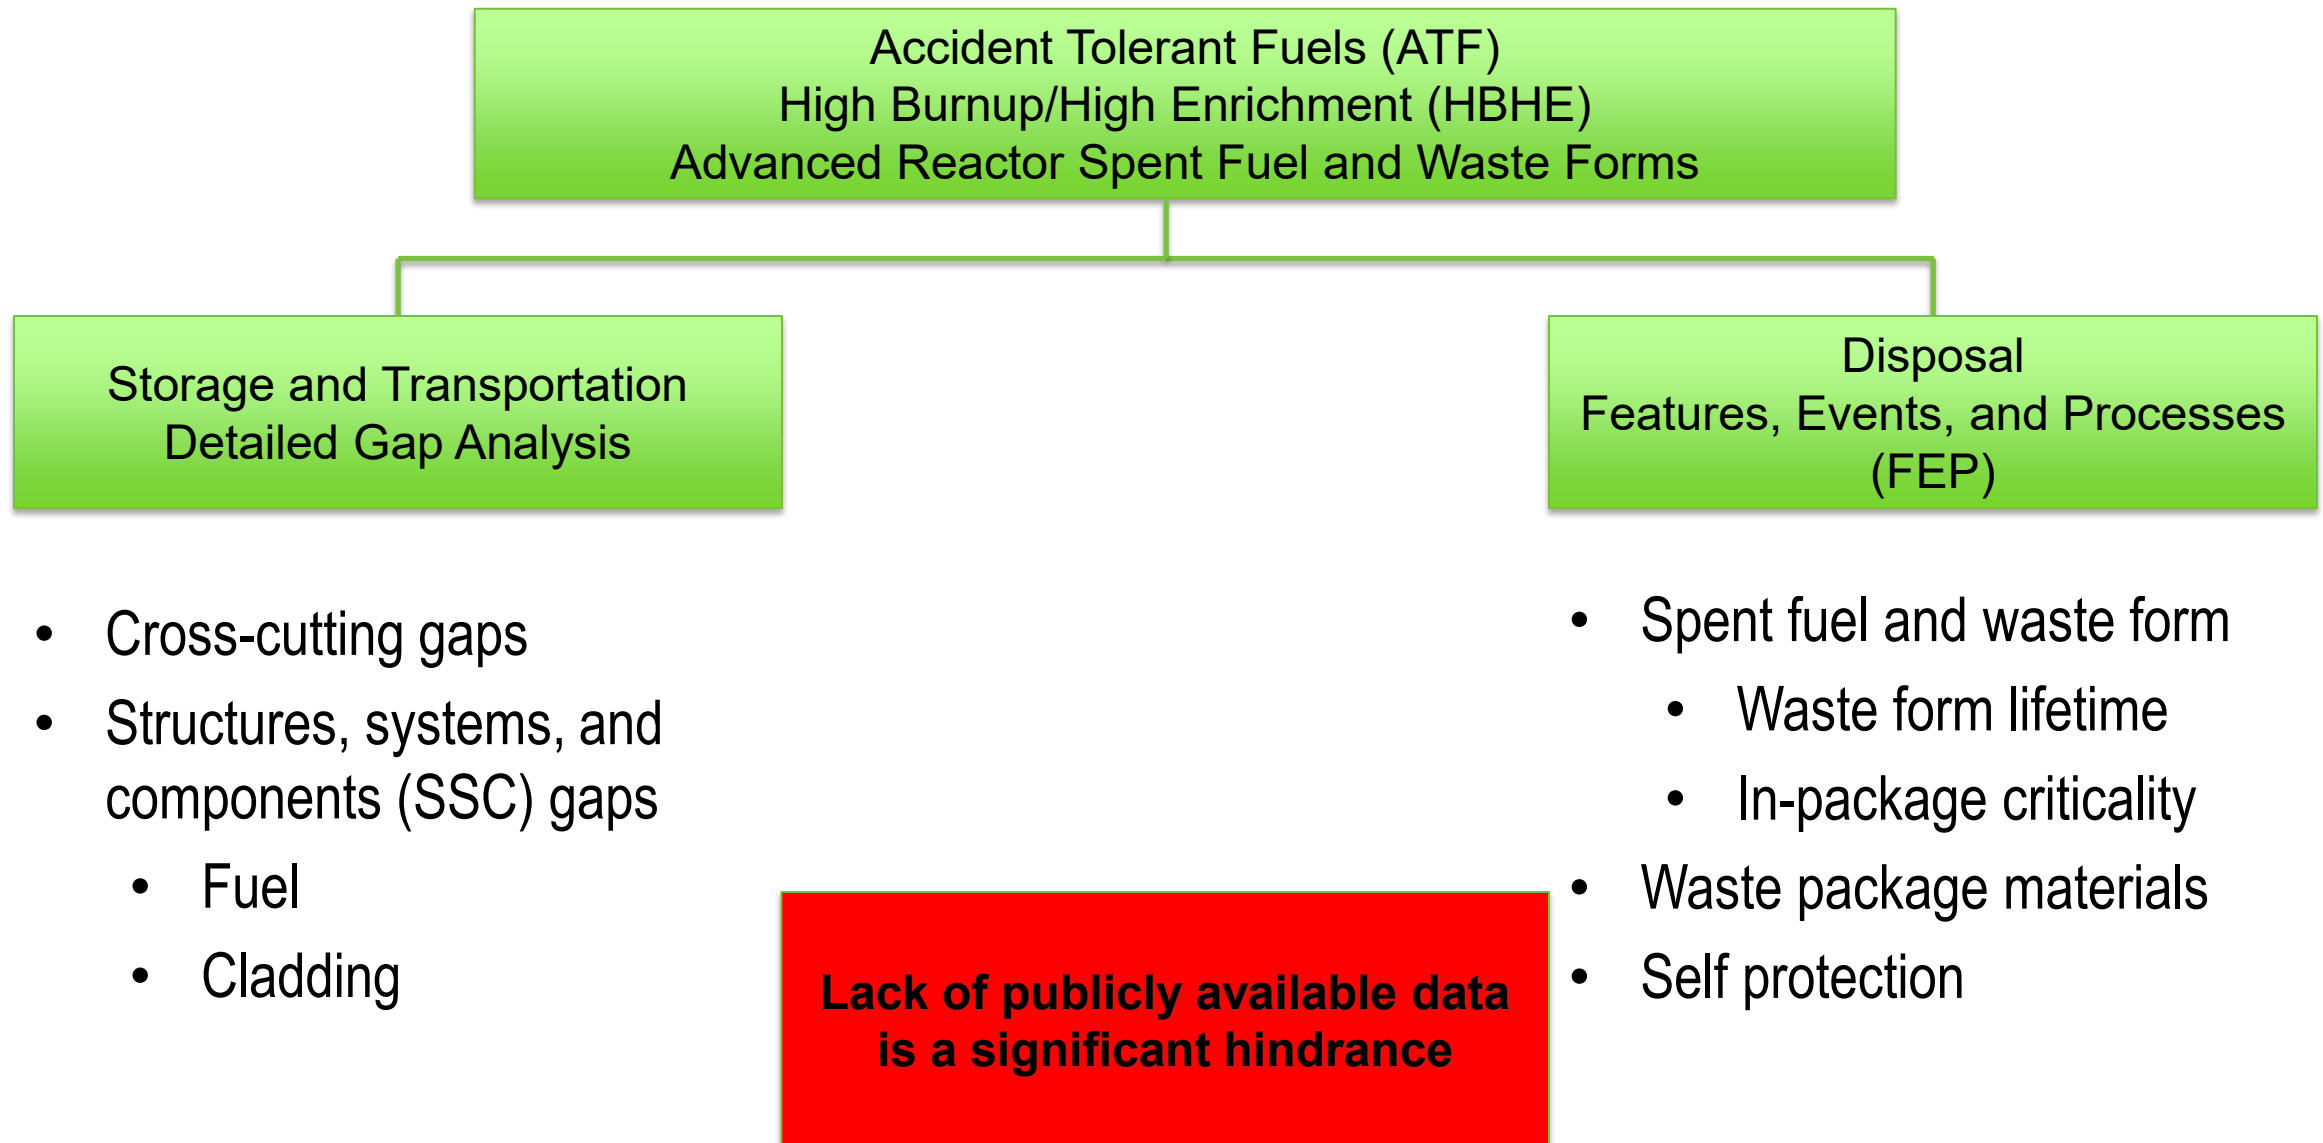 Accident Tolerant Fuels (ATF)
High Burnup/High Enrichment (HBHE)
Advanced Reactor Spent Fuel and Waste Forms
Storage and Transportation
Detailed Gap Analysis
Disposal
Features, Events, and Processes
(FEP)
• Cross-cutting gaps
• Structures, systems, and
components (SSC) gaps
• Fuel
• Cladding
• Spent fuel and waste form
• Waste form lifetime
• In-package criticality
• Waste package materials
• Self protection
Lack of publicly available data
is a significant hindrance